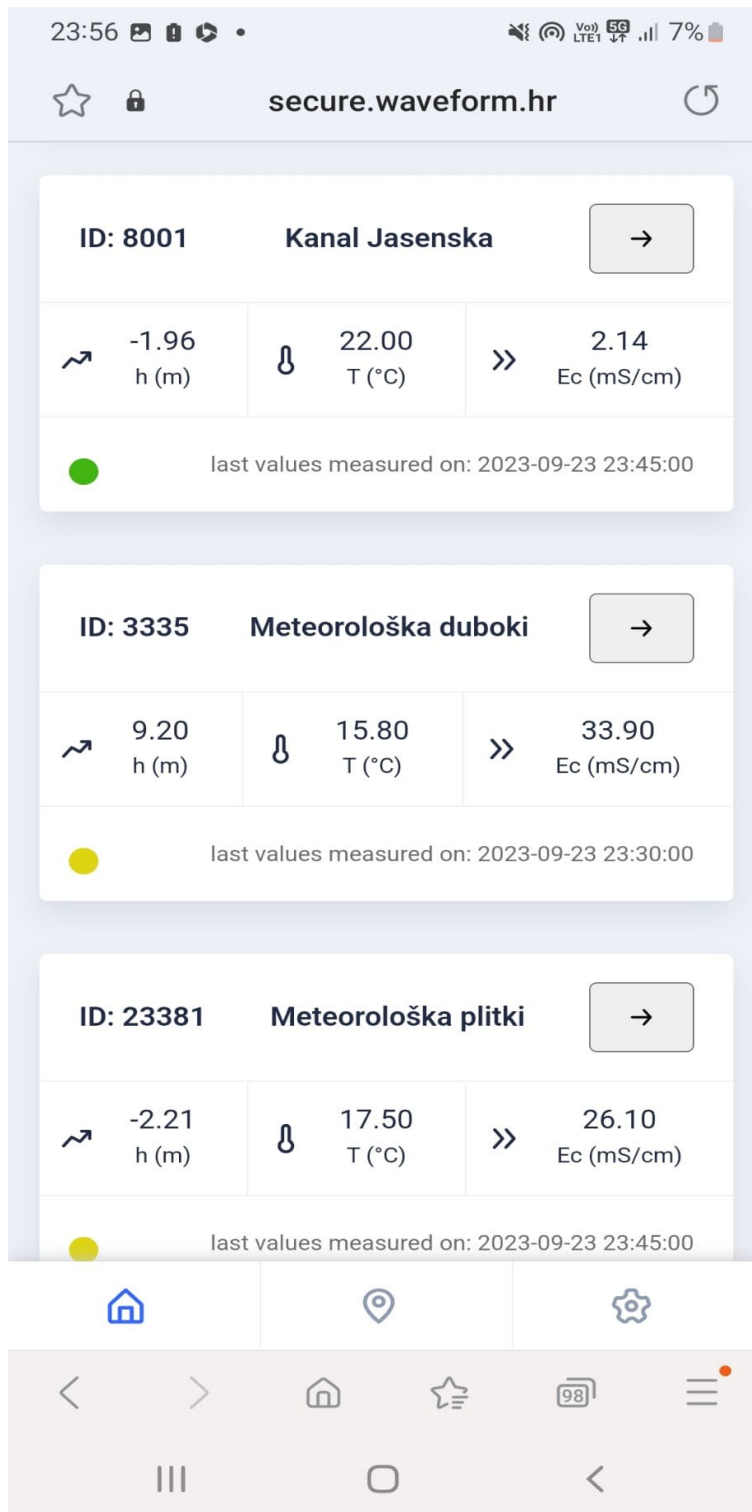 23:56 Vo)) LTE1 5G 7%
secure.waveform.hr
ID: 8001 Kanal Jasenska
-1.96 22.00 2.14
h (m) T (°C) Ec (mS/cm)
last values measured on: 2023-09-23 23:45:00
ID: 3335 Meteorološka duboki
9.20 15.80 33.90
h (m) T (°C) Ec (mS/cm)
last values measured on: 2023-09-23 23:30:00
ID: 23381 Meteorološka plitki
-2.21 17.50 26.10
h (m) T (°C) Ec (mS/cm)
last values measured on: 2023-09-23 23:45:00
98